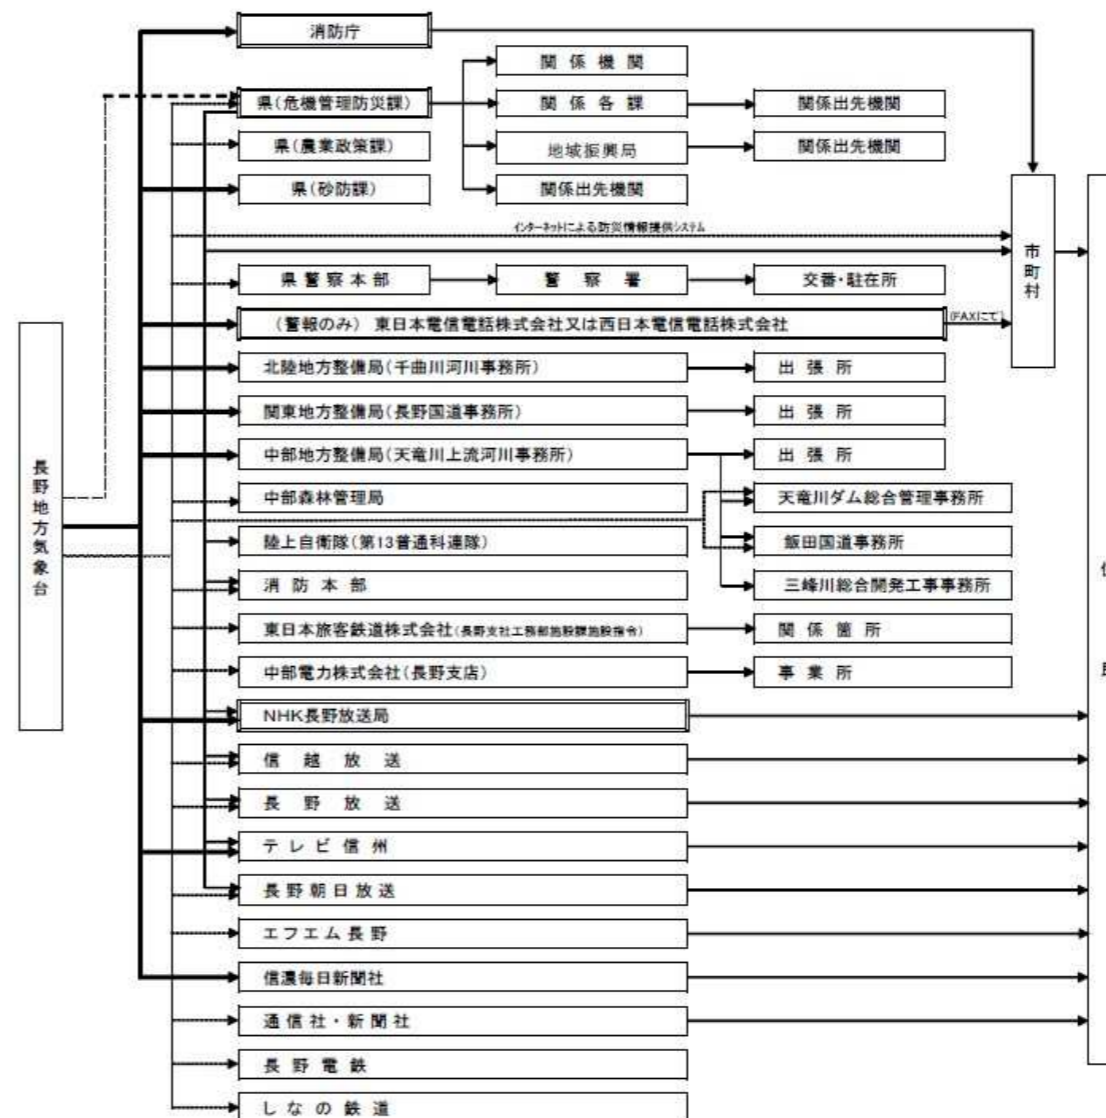 消防庁
関係機関
県(危機管理防災課)
関係各課
関係出先機関
県(農業政策課)
地域振興局
関係出先機関
県(砂防課)
関係出先機関
インターネットによる防災情報提供システム
市町村
県警察本部
警察署
交番・駐在所
(警報のみ) 東日本電信電話株式会社又は西日本電信電話株式会社
(FAXにて)
北陸地方整備局(千曲川河川事務所)
出張所
関東地方整備局(長野国道事務所)
出張所
中部地方整備局(天竜川上流河川事務所)
出張所
長野地方気象台
中部森林管理局
天竜川ダム総合管理事務所
陸上自衛隊(第13普通科連隊)
飯田国道事務所
消防本部
三峰川総合開発工事事務所
東日本旅客鉄道株式会社(長野支社工務部施設課施設指令)
関係箇所
中部電力株式会社(長野支店)
事業所
NHK長野放送局
信越放送
長野放送
テレビ信州
長野朝日放送
エフエム長野
信濃毎日新聞社
通信社・新聞社
長野電鉄
しなの鉄道